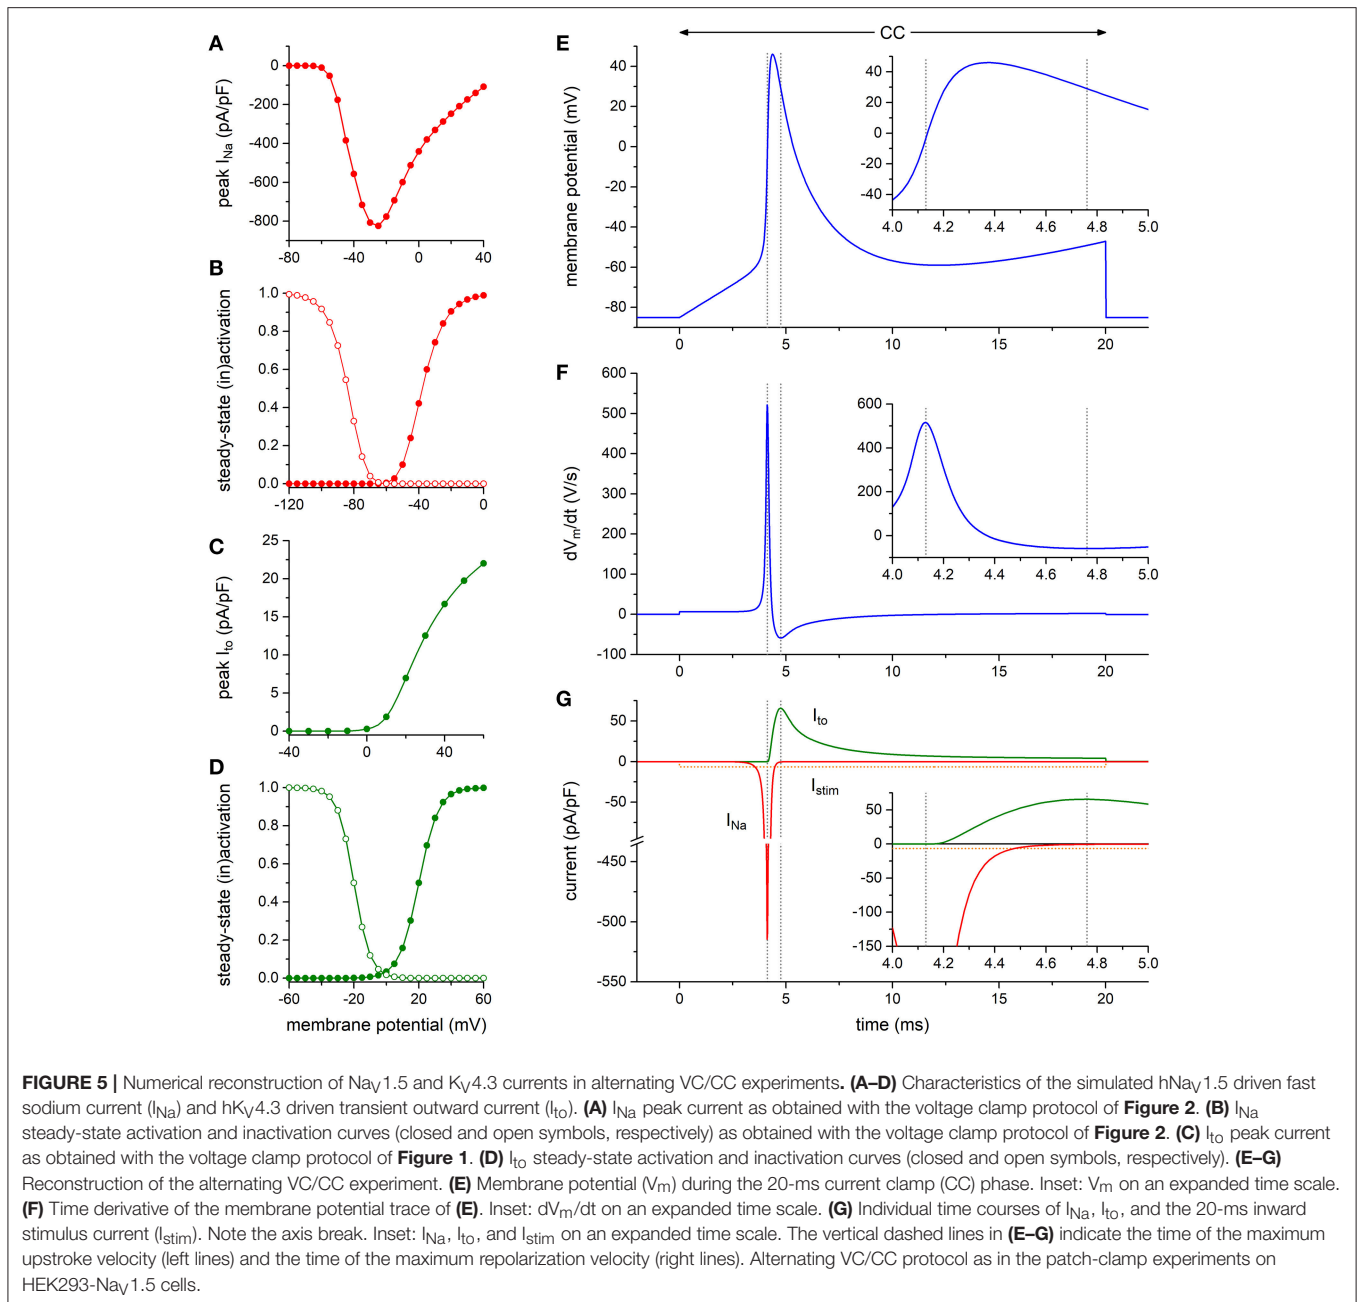 A
0
-200
-400
-600
-800
peak I_Na (pA/pF)
-80 -40 0 40
B
1.0
0.8
0.6
0.4
0.2
0.0
steady-state (in)activation
-120 -80 -40 0
C
25
20
15
10
5
0
peak I_to (pA/pF)
-40 0 40
D
1.0
0.8
0.6
0.4
0.2
0.0
steady-state (in)activation
-60 -20 20 60
membrane potential (mV)
E
CC
40
20
0
-20
-40
-60
-80
membrane potential (mV)
0 5 10 15 20
40
20
0
-20
-40
4.0 4.2 4.4 4.6 4.8 5.0
F
600
500
400
300
200
100
0
-100
dV_m/dt (V/s)
0 5 10 15 20
600
400
200
0
4.0 4.2 4.4 4.6 4.8 5.0
G
50
0
-50
-450
-500
-550
current (pA/pF)
I_to
I_stim
I_Na
0 5 10 15 20
time (ms)
50
0
-50
-100
-150
4.0 4.2 4.4 4.6 4.8 5.0
FIGURE 5 | Numerical reconstruction of NaV1.5 and KV4.3 currents in alternating VC/CC experiments. (A–D) Characteristics of the simulated hNaV1.5 driven fast
sodium current (INa) and hKV4.3 driven transient outward current (Ito). (A) INa peak current as obtained with the voltage clamp protocol of Figure 2. (B) INa
steady-state activation and inactivation curves (closed and open symbols, respectively) as obtained with the voltage clamp protocol of Figure 2. (C) Ito peak current
as obtained with the voltage clamp protocol of Figure 1. (D) Ito steady-state activation and inactivation curves (closed and open symbols, respectively). (E–G)
Reconstruction of the alternating VC/CC experiment. (E) Membrane potential (Vm) during the 20-ms current clamp (CC) phase. Inset: Vm on an expanded time scale.
(F) Time derivative of the membrane potential trace of (E). Inset: dVm/dt on an expanded time scale. (G) Individual time courses of INa, Ito, and the 20-ms inward
stimulus current (Istim). Note the axis break. Inset: INa, Ito, and Istim on an expanded time scale. The vertical dashed lines in (E–G) indicate the time of the maximum
upstroke velocity (left lines) and the time of the maximum repolarization velocity (right lines). Alternating VC/CC protocol as in the patch-clamp experiments on
HEK293-NaV1.5 cells.